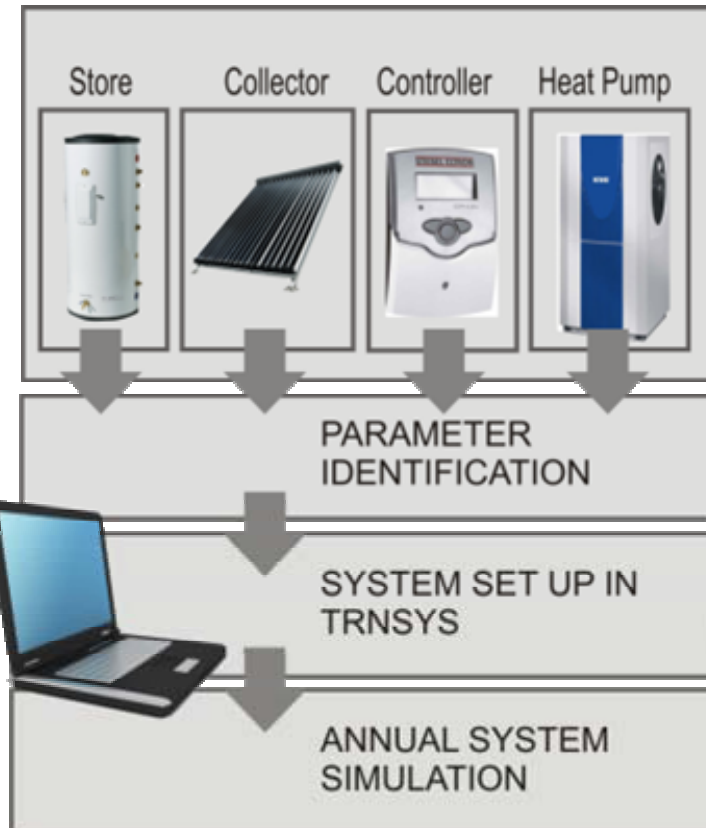 Store Collector Controller Heat Pump
PARAMETER
IDENTIFICATION
SYSTEM SET UP IN
TRNSYS
ANNUAL SYSTEM
SIMULATION